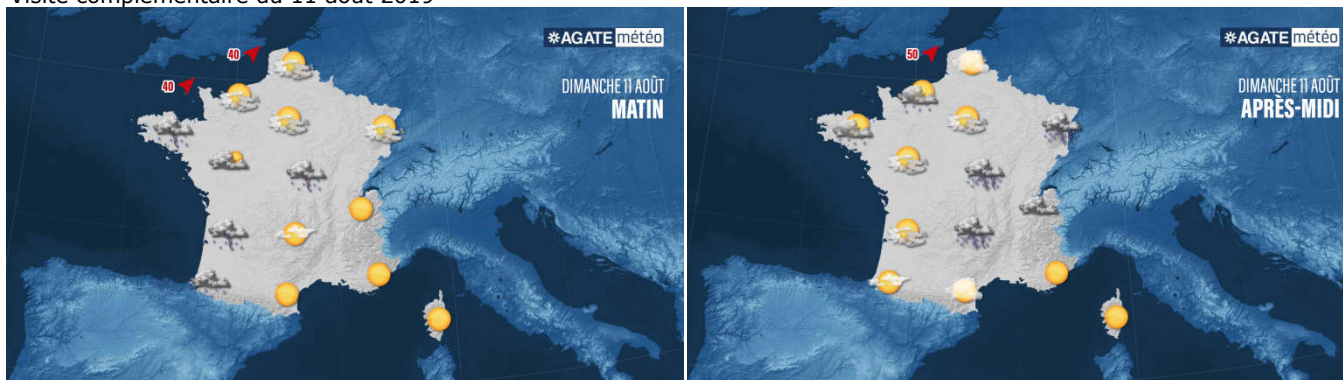 Visite complémentaire du 11 août 2019
AGATE météo
DIMANCHE 11 AOÛT
MATIN
40
40
AGATE météo
DIMANCHE 11 AOÛT
APRÈS-MIDI
50